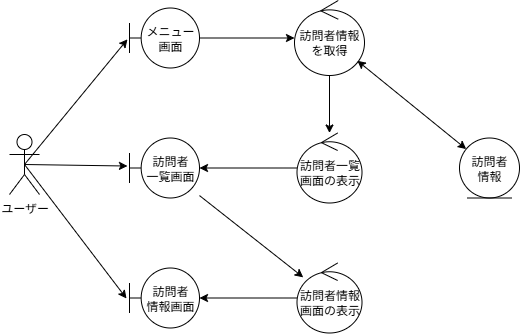 メニュー
画面
訪問者情報
を取得
訪問者
一覧画面
訪問者一覧
画面の表示
訪問者
情報
ユーザー
訪問者
情報画面
訪問者情報
画面の表示